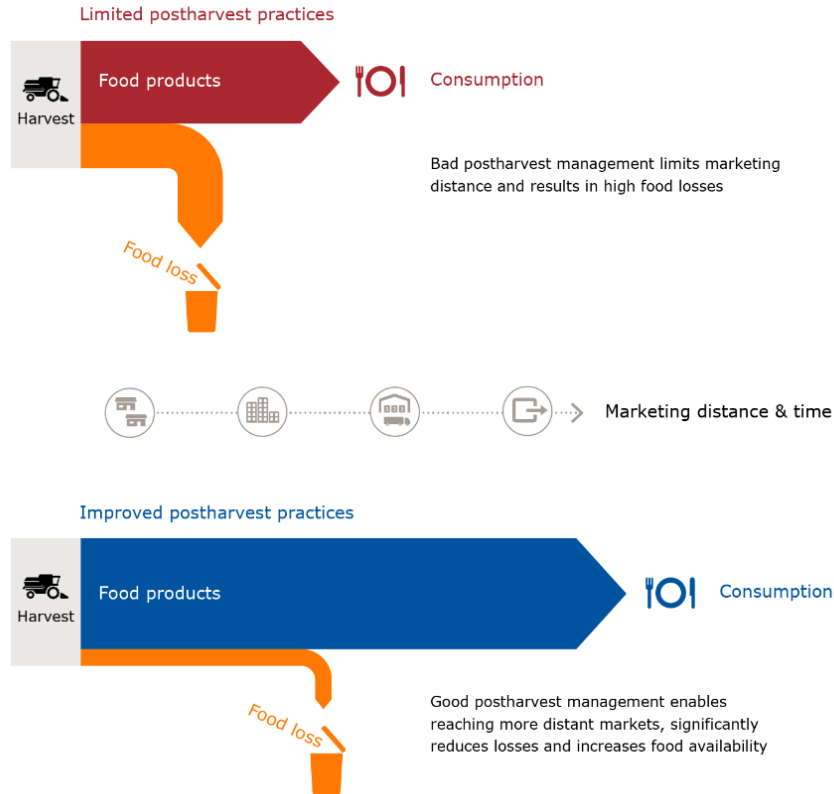 Limited postharvest practices
Harvest
Food products
Consumption
Bad postharvest management limits marketing
distance and results in high food losses
Food loss
Marketing distance & time
Improved postharvest practices
Harvest
Food products
Consumption
Good postharvest management enables
reaching more distant markets, significantly
reduces losses and increases food availability
Food loss